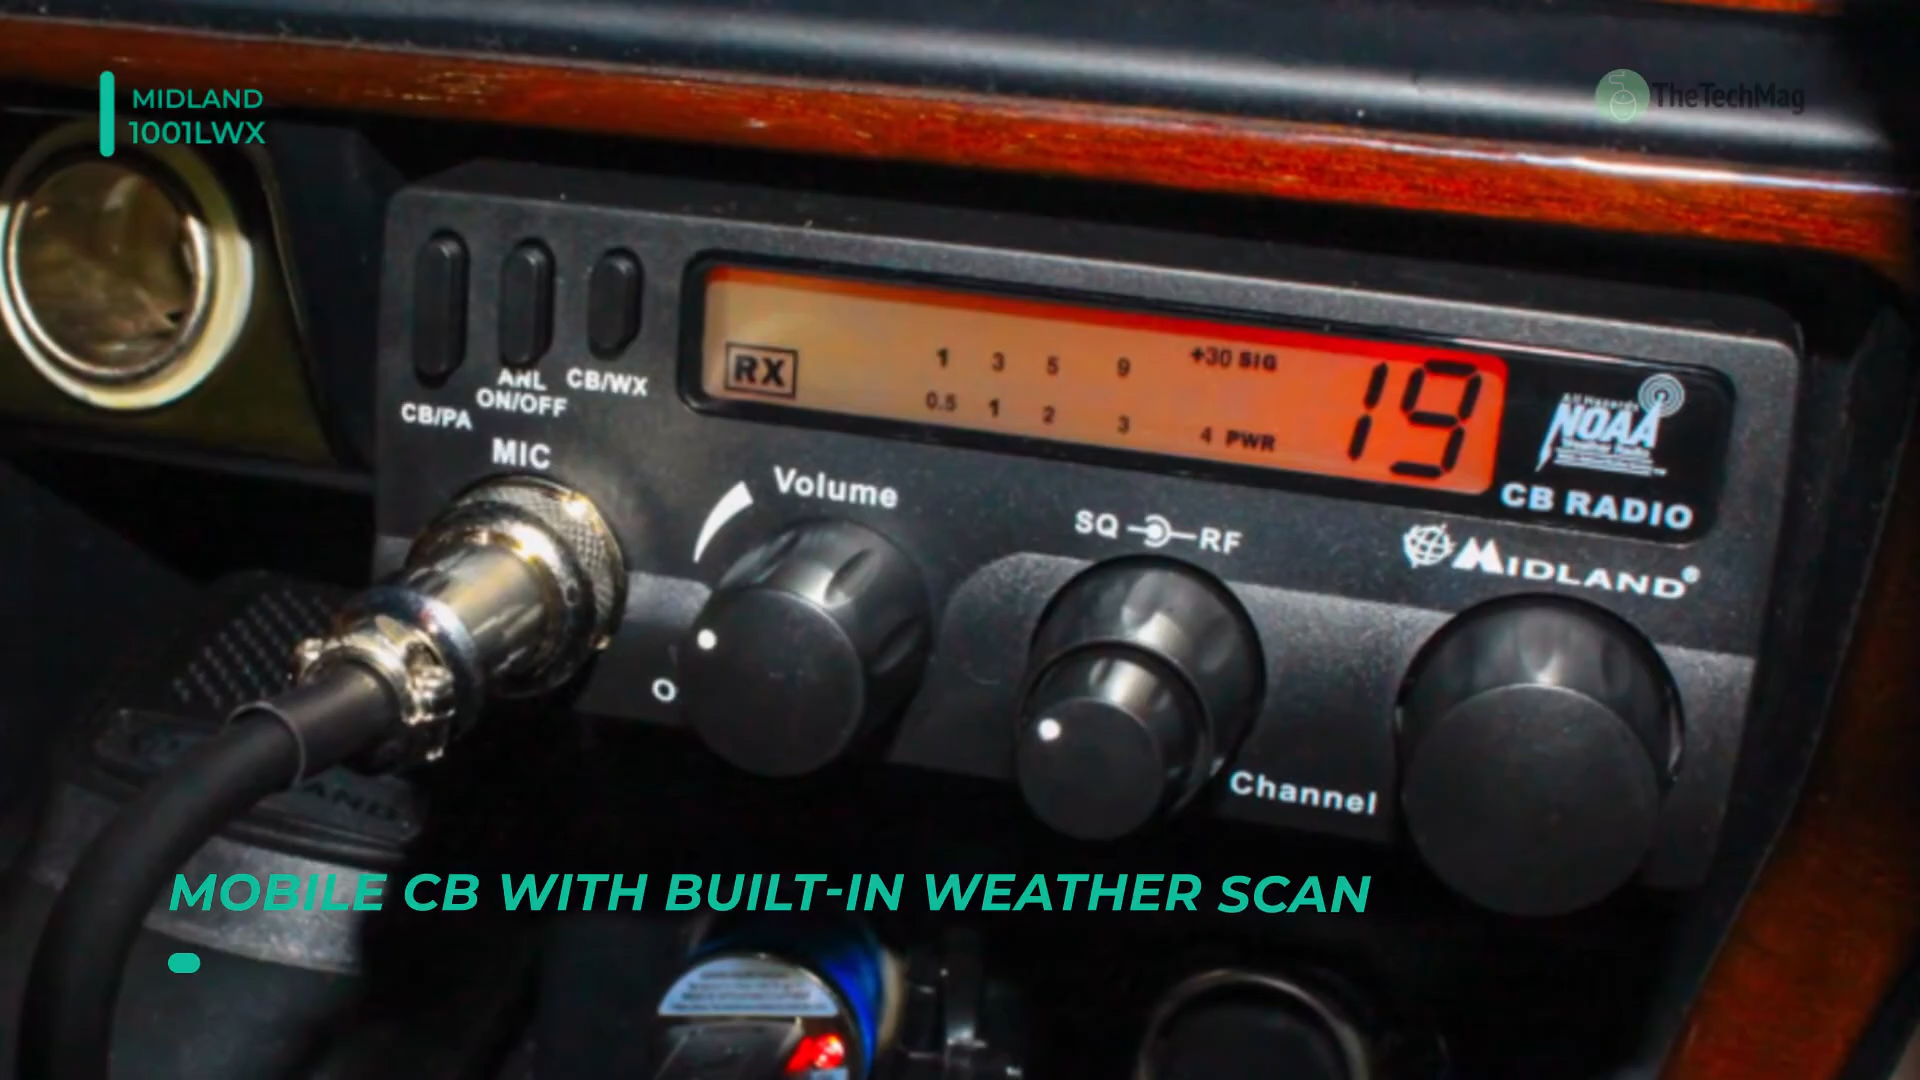 MIDLAND
1001LWX
TheTechMag
ANL
ON/OFF
CB/WX
CB/PA
MIC
RX
1 3 5 9 +30 SIG
0.5 1 2 3 4 PWR
19
All Hazards
NOAA
CB RADIO
Volume
O
SQ RF
MIDLAND®
Channel
MOBILE CB WITH BUILT-IN WEATHER SCAN